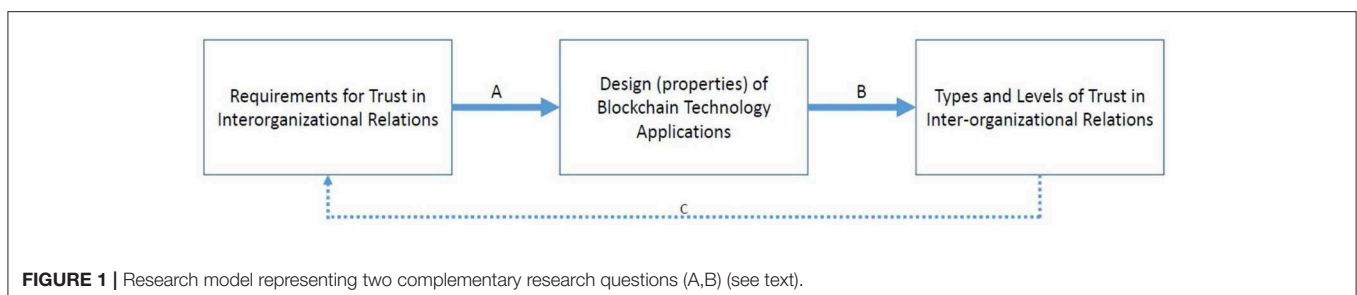 Requirements for Trust in
Interorganizational Relations
A
Design (properties) of
Blockchain Technology
Applications
B
Types and Levels of Trust in
Inter-organizational Relations
C
FIGURE 1 | Research model representing two complementary research questions (A,B) (see text).